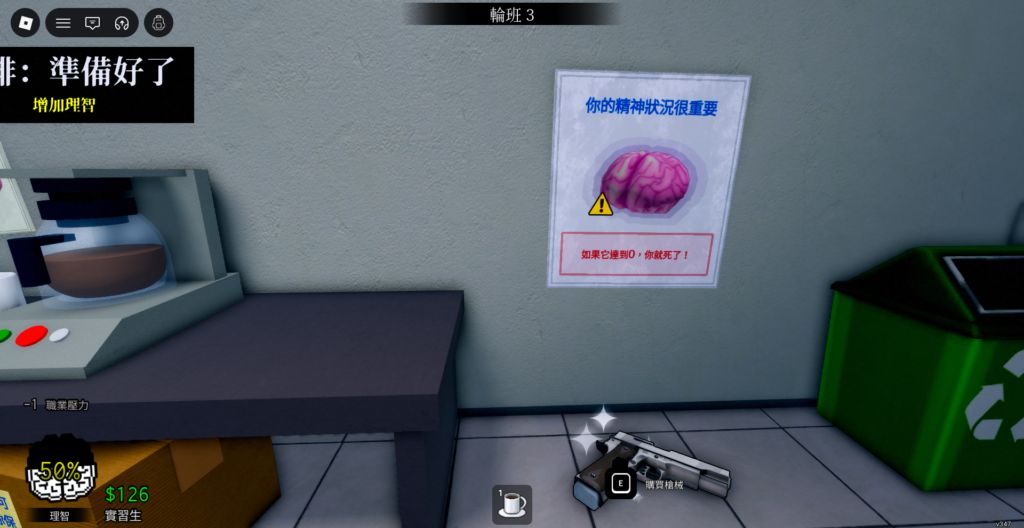 輪班 3
啡：準備好了
增加理智
你的精神狀況很重要
如果它達到0，你就死了！
-1 職業壓力
50%
理智
$126
實習生
1
E
購買槍械
v347